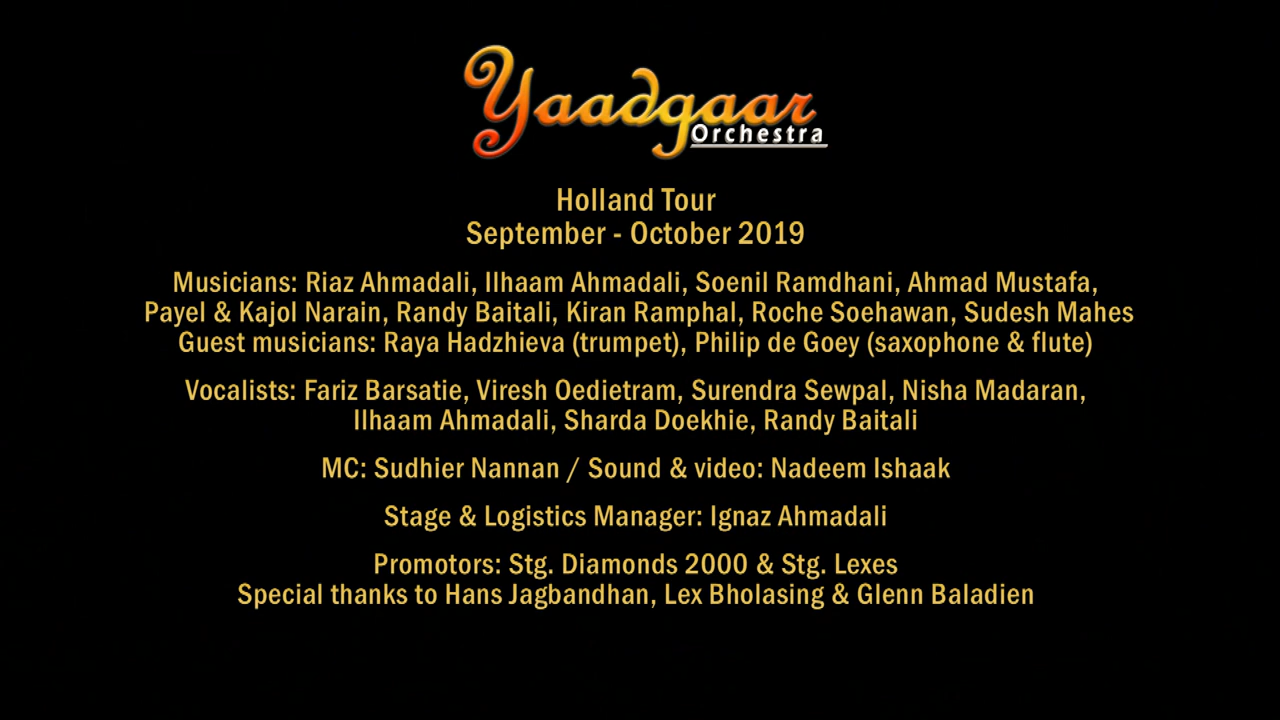 Yaadgaar
Orchestra
Holland Tour
September - October 2019
Musicians: Riaz Ahmadali, Ilhaam Ahmadali, Soenil Ramdhani, Ahmad Mustafa,
Payel & Kajol Narain, Randy Baitali, Kiran Ramphal, Roche Soehawan, Sudesh Mahes
Guest musicians: Raya Hadzhieva (trumpet), Philip de Goey (saxophone & flute)
Vocalists: Fariz Barsatie, Viresh Oedietram, Surendra Sewpal, Nisha Madaran,
Ilhaam Ahmadali, Sharda Doekhie, Randy Baitali
MC: Sudhier Nannan / Sound & video: Nadeem Ishaak
Stage & Logistics Manager: Ignaz Ahmadali
Promotors: Stg. Diamonds 2000 & Stg. Lexes
Special thanks to Hans Jagbandhan, Lex Bholasing & Glenn Baladien